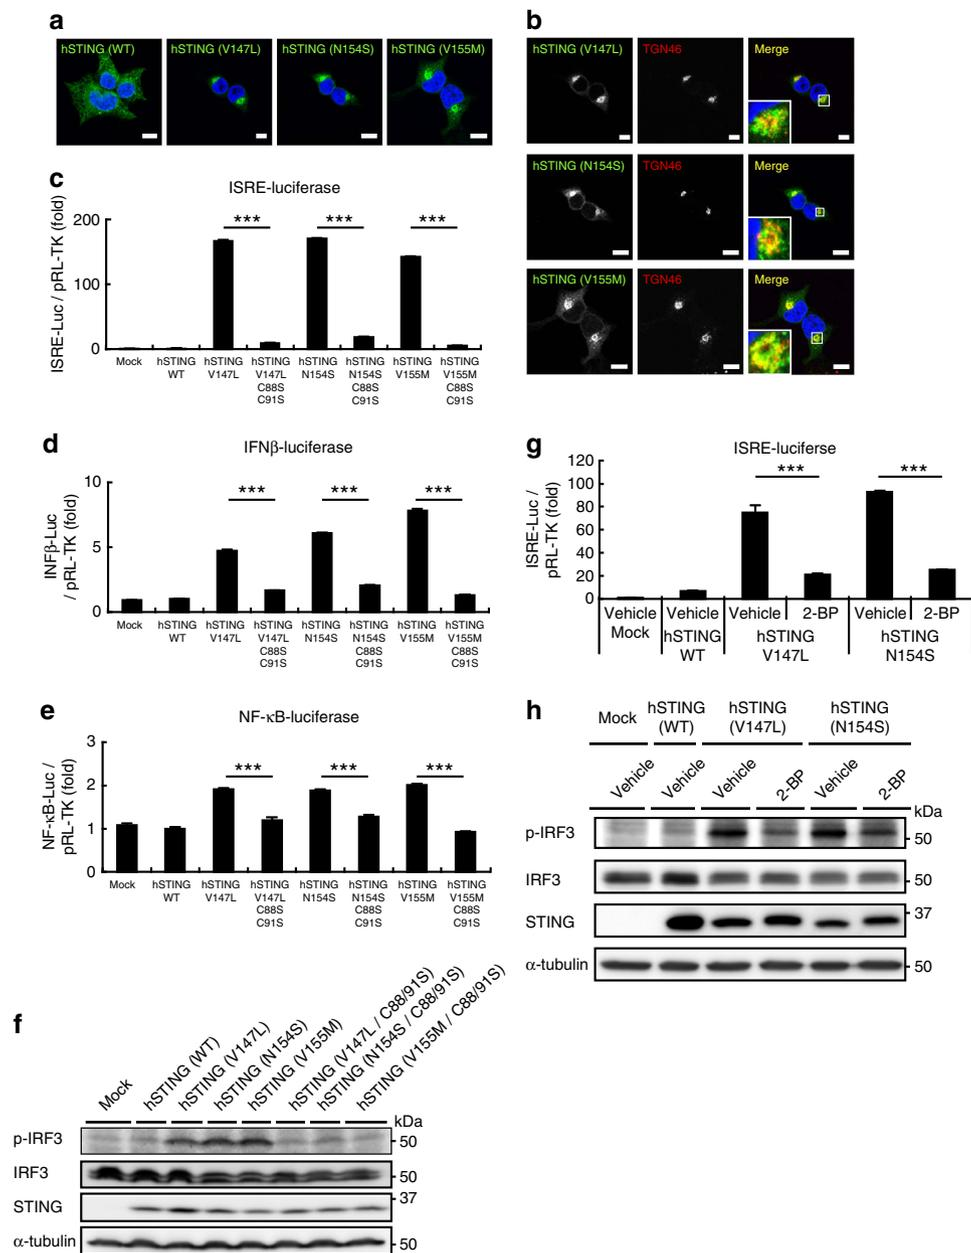 a
hSTING (WT)
hSTING (V147L)
hSTING (N154S)
hSTING (V155M)
b
hSTING (V147L)
TGN46
Merge
hSTING (N154S)
TGN46
Merge
hSTING (V155M)
TGN46
Merge
c
ISRE-luciferase
ISRE-Luc / pRL-TK (fold)
200
100
0
*** *** ***
Mock
hSTING
WT
hSTING
V147L
hSTING
V147L
C88S
C91S
hSTING
N154S
hSTING
N154S
C88S
C91S
hSTING
V155M
hSTING
V155M
C88S
C91S
d
IFNβ-luciferase
INFβ-Luc
/ pRL-TK (fold)
10
5
0
*** *** ***
Mock
hSTING
WT
hSTING
V147L
hSTING
V147L
C88S
C91S
hSTING
N154S
hSTING
N154S
C88S
C91S
hSTING
V155M
hSTING
V155M
C88S
C91S
e
NF-κB-luciferase
NF-κB-Luc /
pRL-TK (fold)
3
2
1
0
*** *** ***
Mock
hSTING
WT
hSTING
V147L
hSTING
V147L
C88S
C91S
hSTING
N154S
hSTING
N154S
C88S
C91S
hSTING
V155M
hSTING
V155M
C88S
C91S
f
Mock
hSTING (WT)
hSTING (V147L)
hSTING (N154S)
hSTING (V155M)
hSTING (V147L / C88/91S)
hSTING (N154S / C88/91S)
hSTING (V155M / C88/91S)
kDa
p-IRF3
50
IRF3
50
STING
37
α-tubulin
50
g
ISRE-luciferse
ISRE-Luc /
pRL-TK (fold)
120
100
80
60
40
20
0
*** ***
Vehicle Vehicle Vehicle 2-BP Vehicle 2-BP
Mock
hSTING
WT
hSTING
V147L
hSTING
N154S
h
Mock
hSTING
(WT)
hSTING
(V147L)
hSTING
(N154S)
Vehicle Vehicle Vehicle 2-BP Vehicle 2-BP
kDa
p-IRF3
50
IRF3
50
STING
37
α-tubulin
50